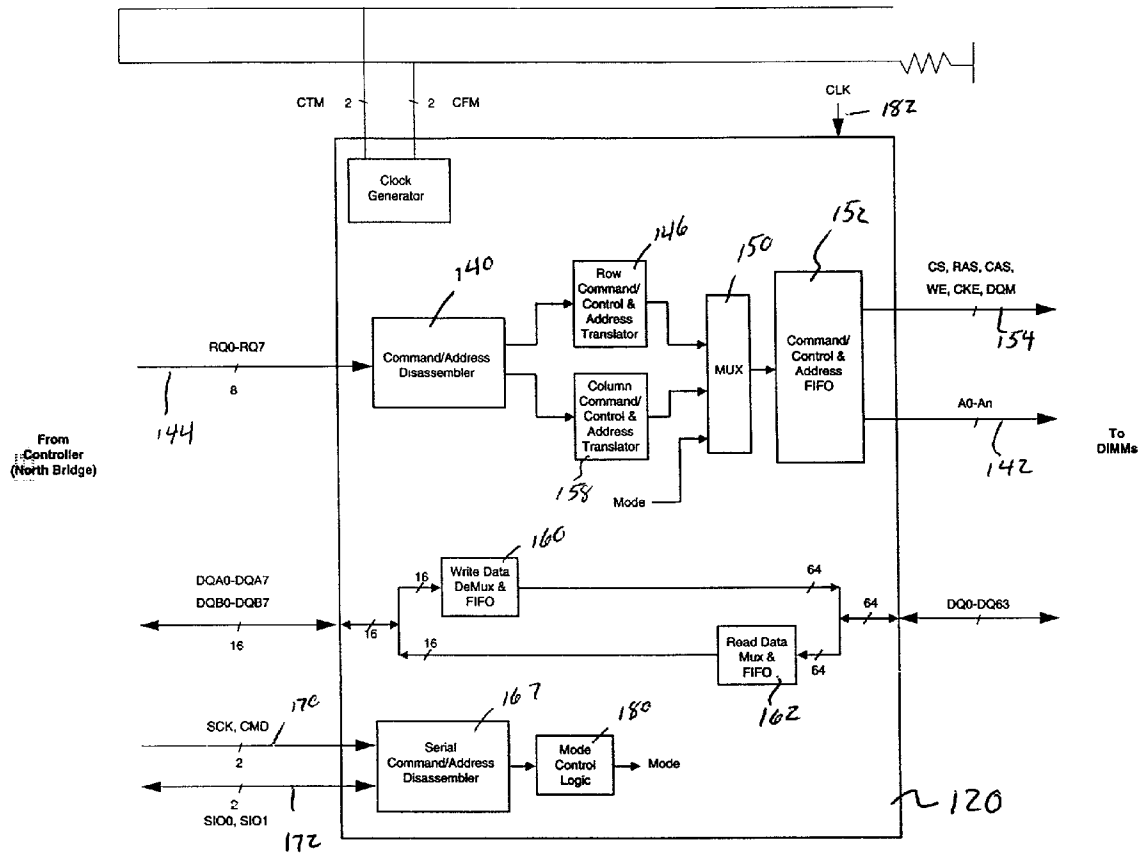 CTM 2 2 CFM
CLK
182
Clock
Generator
140
146
150
152
Row
Command/
Control &
Address
Translator
CS, RAS, CAS,
WE, CKE, DQM
154
RQ0-RQ7
8
144
Command/Address
Disassembler
MUX
Command/
Control &
Address
FIFO
Column
Command/
Control &
Address
Translator
158
A0-An
142
From
Controller
(North Bridge)
To
DIMMs
Mode
160
DQA0-DQA7
DQB0-DQB7
16
16
16
Write Data
DeMux &
FIFO
64
64
DQ0-DQ63
16
Read Data
Mux &
FIFO
64
162
167
180
SCK, CMD
170
2
Serial
Command/Address
Disassembler
Mode
Control
Logic
Mode
2
SIO0, SIO1
172
120